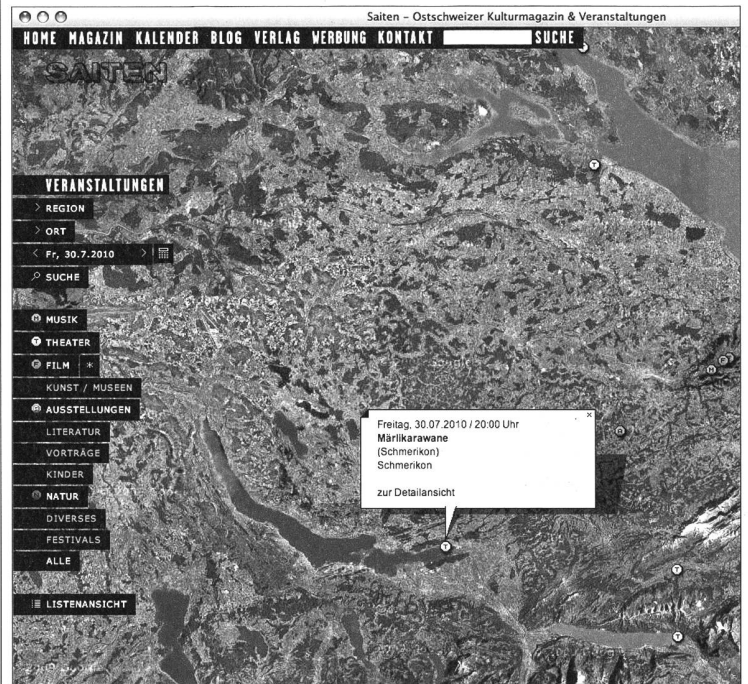 Saiten – Ostschweizer Kulturmagazin & Veranstaltungen
HOME MAGAZIN KALENDER BLOG VERLAG WERBUNG KONTAKT SUCHE
SAITEN
VERANSTALTUNGEN
> REGION
> ORT
< Fr, 30.7.2010 >
SUCHE
M MUSIK
T THEATER
F FILM *
KUNST / MUSEEN
AUSSTELLUNGEN
LITERATUR
VORTRÄGE
KINDER
NATUR
DIVERSES
FESTIVALS
ALLE
LISTENANSICHT
Freitag, 30.07.2010 / 20:00 Uhr
Märlikarawane
(Schmerikon)
Schmerikon
zur Detailansicht